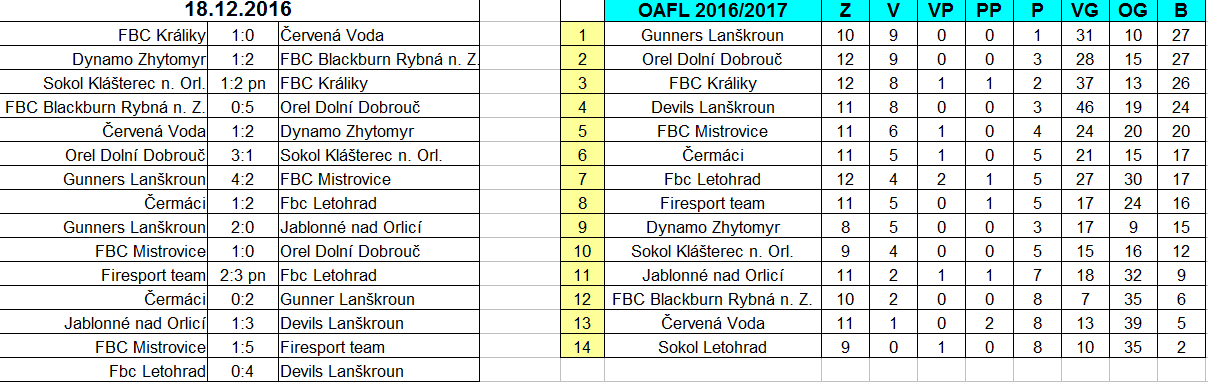 18.12.2016
FBC Králiky 1:0 Červená Voda
Dynamo Zhytomyr 1:2 FBC Blackburn Rybná n. Z.
Sokol Klášterec n. Orl. 1:2 pn FBC Králiky
FBC Blackburn Rybná n. Z. 0:5 Orel Dolní Dobrouč
Červená Voda 1:2 Dynamo Zhytomyr
Orel Dolní Dobrouč 3:1 Sokol Klášterec n. Orl.
Gunners Lanškroun 4:2 FBC Mistrovice
Čermáci 1:2 Fbc Letohrad
Gunners Lanškroun 2:0 Jablonné nad Orlicí
FBC Mistrovice 1:0 Orel Dolní Dobrouč
Firesport team 2:3 pn Fbc Letohrad
Čermáci 0:2 Gunner Lanškroun
Jablonné nad Orlicí 1:3 Devils Lanškroun
FBC Mistrovice 1:5 Firesport team
Fbc Letohrad 0:4 Devils Lanškroun
OAFL 2016/2017 Z V VP PP P VG OG B
1 Gunners Lanškroun 10 9 0 0 1 31 10 27
2 Orel Dolní Dobrouč 12 9 0 0 3 28 15 27
3 FBC Králiky 12 8 1 1 2 37 13 26
4 Devils Lanškroun 11 8 0 0 3 46 19 24
5 FBC Mistrovice 11 6 1 0 4 24 20 20
6 Čermáci 11 5 1 0 5 21 15 17
7 Fbc Letohrad 12 4 2 1 5 27 30 17
8 Firesport team 11 5 0 1 5 17 24 16
9 Dynamo Zhytomyr 8 5 0 0 3 17 9 15
10 Sokol Klášterec n. Orl. 9 4 0 0 5 15 16 12
11 Jablonné nad Orlicí 11 2 1 1 7 18 32 9
12 FBC Blackburn Rybná n. Z. 10 2 0 0 8 7 35 6
13 Červená Voda 11 1 0 2 8 13 39 5
14 Sokol Letohrad 9 0 1 0 8 10 35 2